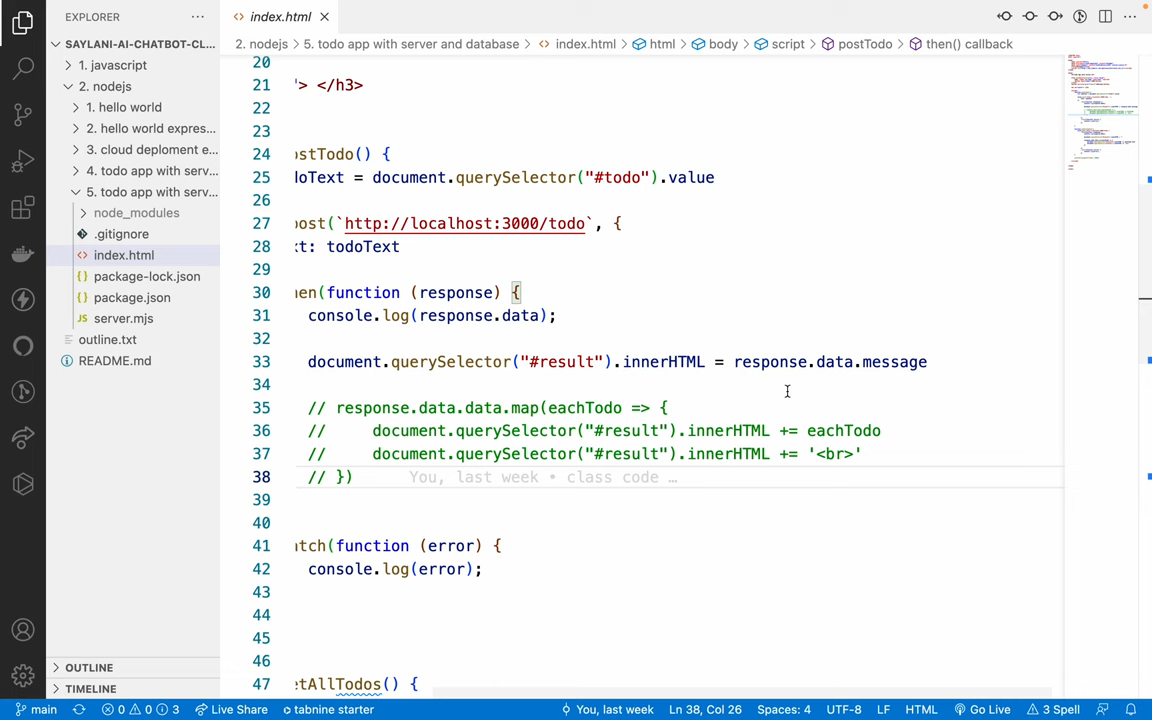 EXPLORER
index.html
SAYLANI-AI-CHATBOT-CL...
1. javascript
2. nodejs
1. hello world
2. hello world expres...
3. cloud deploment e...
4. todo app with serv...
5. todo app with serv...
node_modules
.gitignore
index.html
package-lock.json
package.json
server.mjs
outline.txt
README.md
OUTLINE
TIMELINE
2. nodejs > 5. todo app with server and database > index.html > html > body > script > postTodo > then() callback
20
21 '> </h3>
22
23
24 ostTodo() {
25 doText = document.querySelector("#todo").value
26
27 post(`http://localhost:3000/todo`, {
28 xt: todoText
29
30 hen(function (response) {
31 console.log(response.data);
32
33 document.querySelector("#result").innerHTML = response.data.message
34
35 // response.data.data.map(eachTodo => {
36 // document.querySelector("#result").innerHTML += eachTodo
37 // document.querySelector("#result").innerHTML += '<br>'
38 // }) You, last week • class code …
39
40
41 atch(function (error) {
42 console.log(error);
43
44
45
46
47 etAllTodos() {
main 0 0 3 Live Share tabnine starter You, last week Ln 38, Col 26 Spaces: 4 UTF-8 LF HTML Go Live 3 Spell